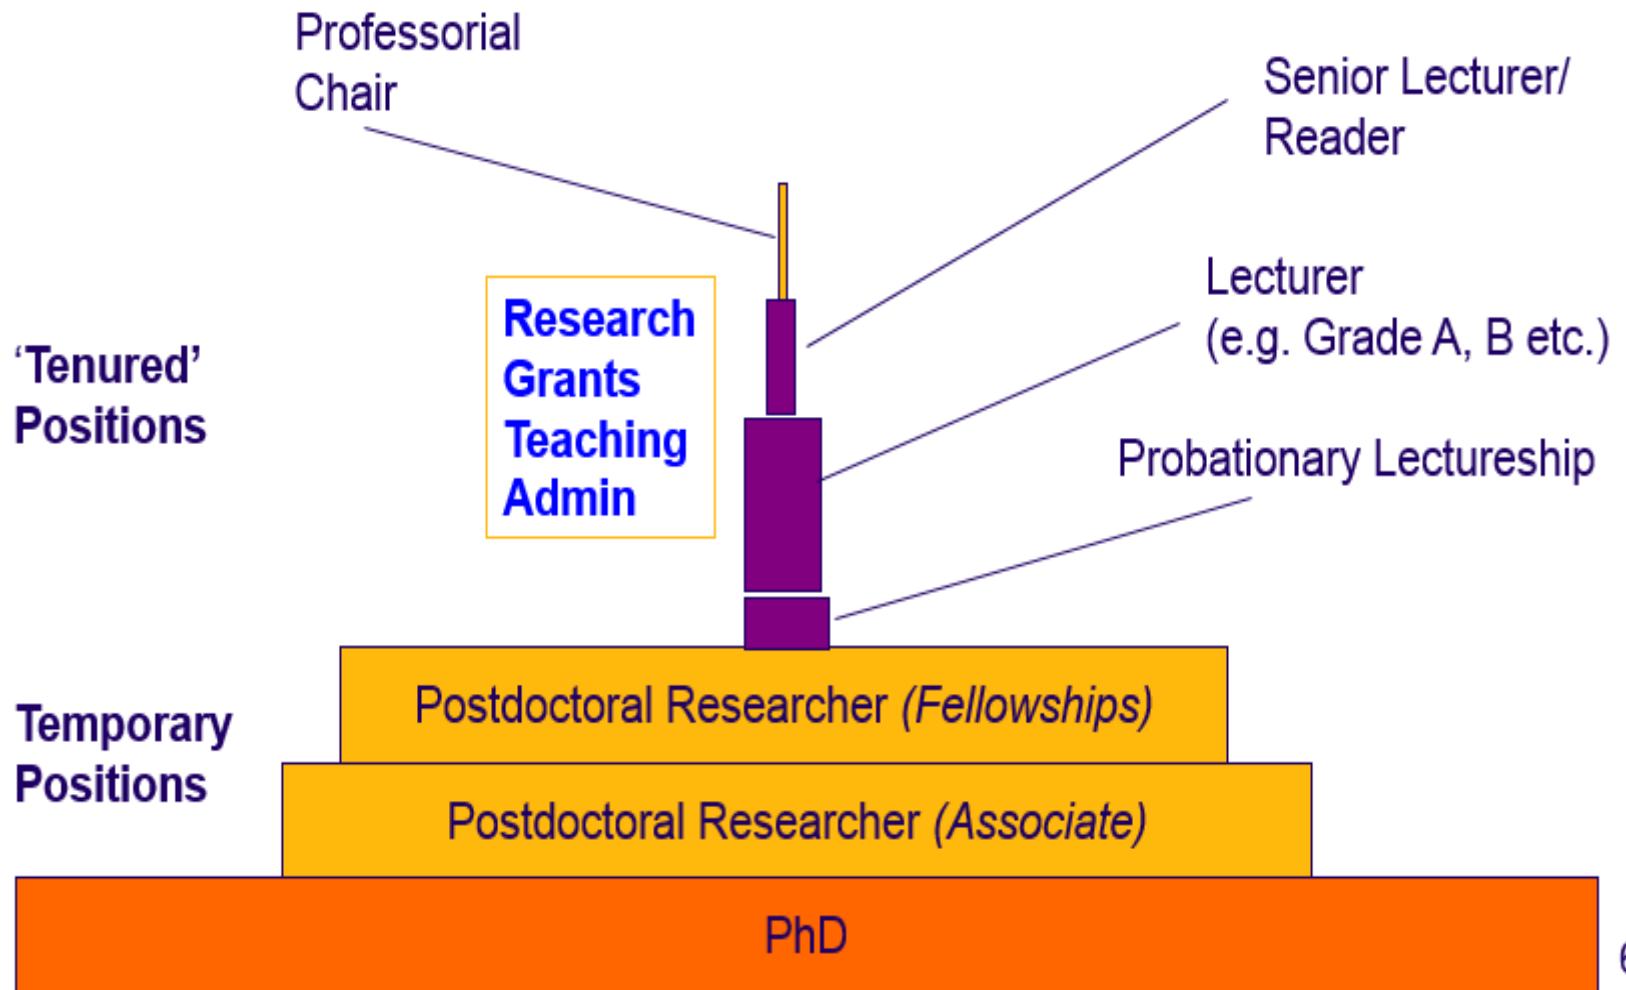 Professorial
Chair
Senior Lecturer/
Reader
Lecturer
(e.g. Grade A, B etc.)
Research
Grants
Teaching
Admin
‘Tenured’
Positions
Probationary Lectureship
Postdoctoral Researcher (Fellowships)
Temporary
Positions
Postdoctoral Researcher (Associate)
PhD